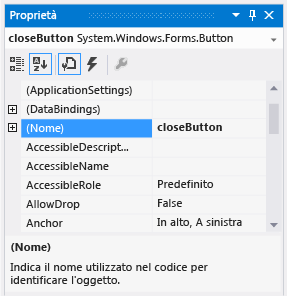 Proprietà
closeButton System.Windows.Forms.Button
(ApplicationSettings)
(DataBindings)
(Nome) closeButton
AccessibleDescript...
AccessibleName
AccessibleRole Predefinito
AllowDrop False
Anchor In alto, A sinistra
(Nome)
Indica il nome utilizzato nel codice per
identificare l'oggetto.